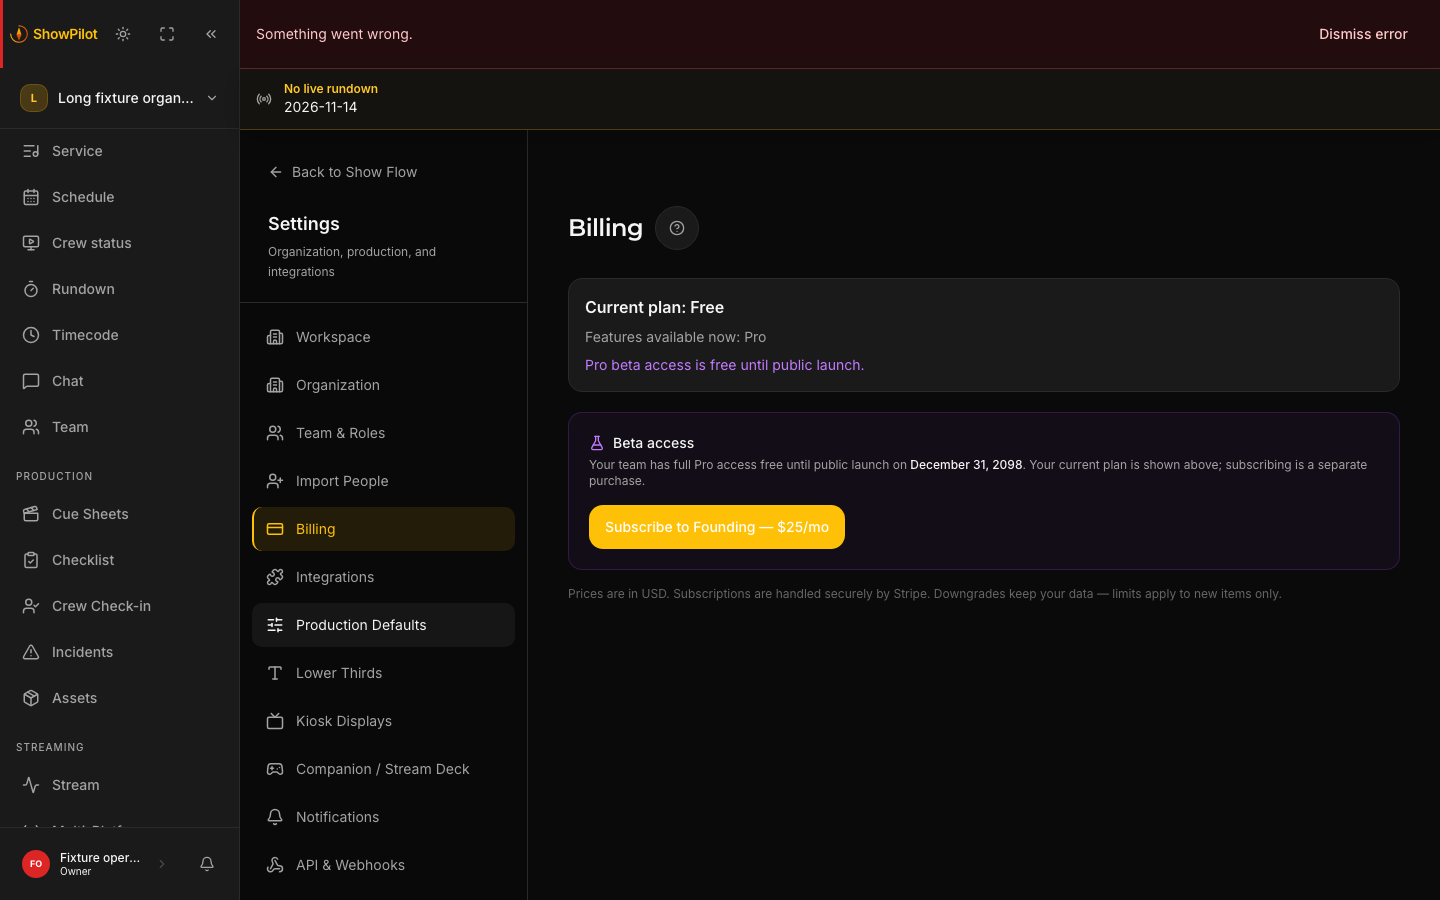 ShowPilot
Something went wrong.
Dismiss error
L
Long fixture organ...
No live rundown
2026-11-14
Service
Schedule
Crew status
Rundown
Timecode
Chat
Team
PRODUCTION
Cue Sheets
Checklist
Crew Check-in
Incidents
Assets
STREAMING
Stream
FO
Fixture oper...
Owner
Back to Show Flow
Settings
Organization, production, and
integrations
Workspace
Organization
Team & Roles
Import People
Billing
Integrations
Production Defaults
Lower Thirds
Kiosk Displays
Companion / Stream Deck
Notifications
API & Webhooks
Billing
Current plan: Free
Features available now: Pro
Pro beta access is free until public launch.
Beta access
Your team has full Pro access free until public launch on December 31, 2098. Your current plan is shown above; subscribing is a separate
purchase.
Subscribe to Founding — $25/mo
Prices are in USD. Subscriptions are handled securely by Stripe. Downgrades keep your data — limits apply to new items only.